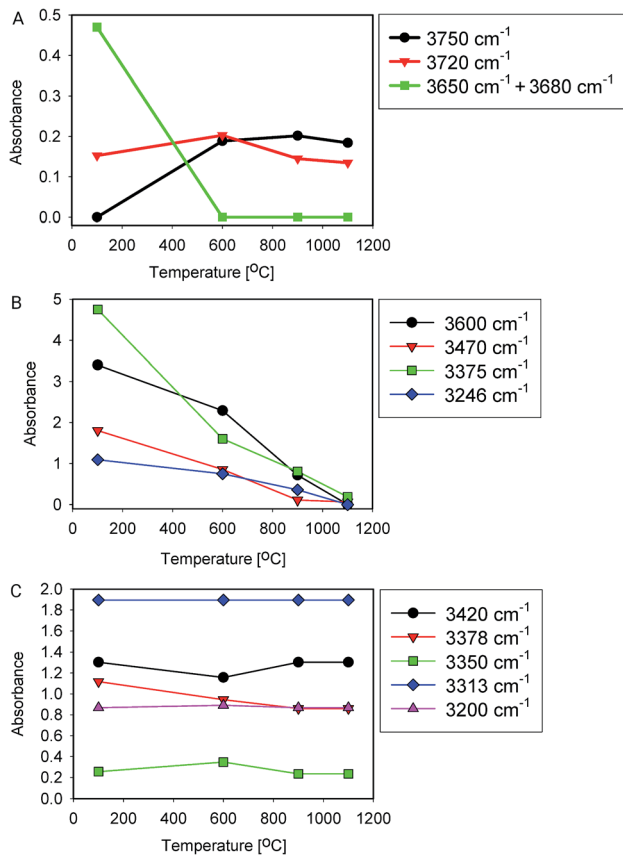 A
0.5
0.4
0.3
0.2
0.1
0.0
Absorbance
0 200 400 600 800 1000 1200
Temperature [ºC]
3750 cm⁻¹
3720 cm⁻¹
3650 cm⁻¹ + 3680 cm⁻¹
B
5
4
3
2
1
0
Absorbance
0 200 400 600 800 1000 1200
Temperature [ºC]
3600 cm⁻¹
3470 cm⁻¹
3375 cm⁻¹
3246 cm⁻¹
C
2.0
1.8
1.6
1.4
1.2
1.0
0.8
0.6
0.4
0.2
0.0
Absorbance
0 200 400 600 800 1000 1200
Temperature [ºC]
3420 cm⁻¹
3378 cm⁻¹
3350 cm⁻¹
3313 cm⁻¹
3200 cm⁻¹